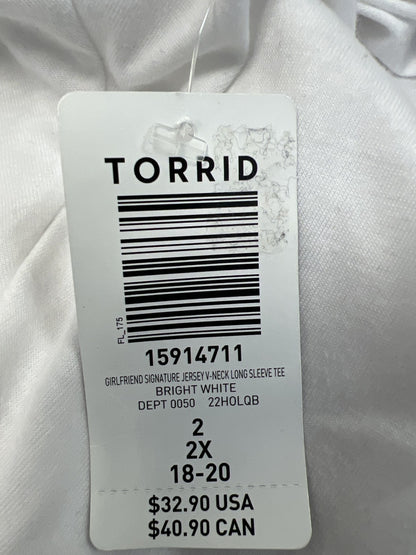 TORRID
FL_175
15914711
GIRLFRIEND SIGNATURE JERSEY V-NECK LONG SLEEVE TEE
BRIGHT WHITE
DEPT 0050 22HOLQB
2
2X
18-20
$32.90 USA
$40.90 CAN